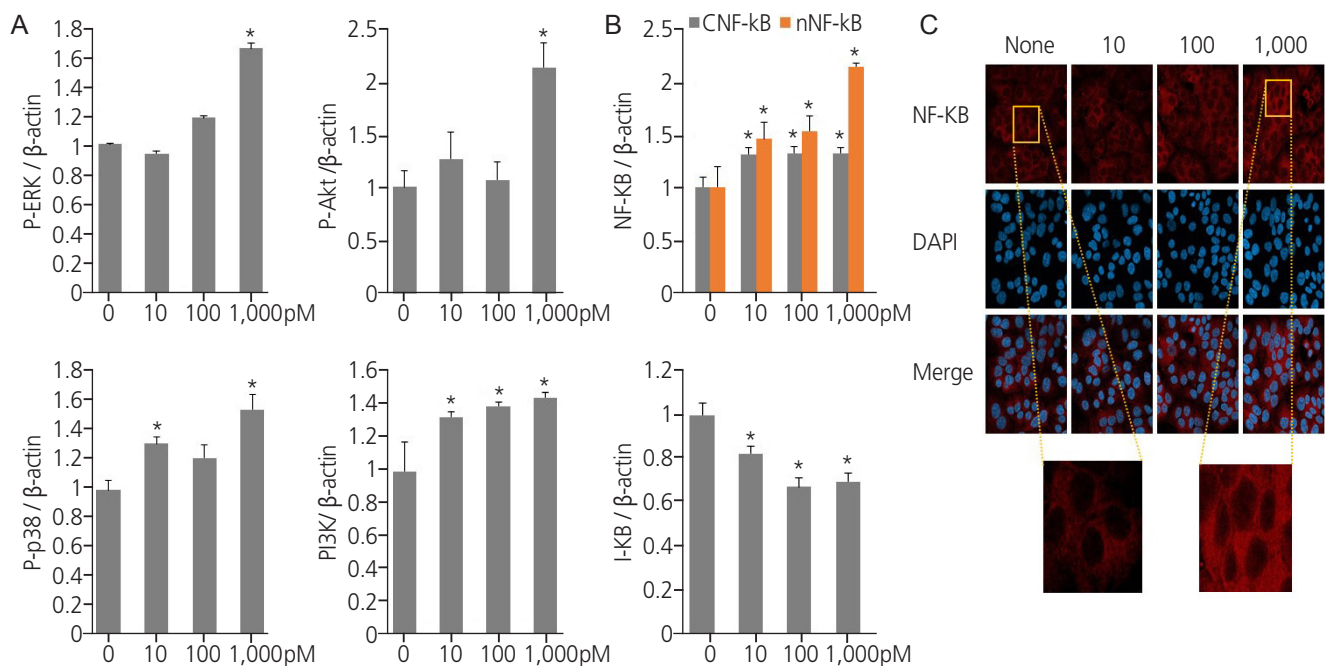 A
P-ERK / β-actin
1.8
1.6
1.4
1.2
1
0.8
0.6
0.4
0.2
0
*
0 10 100 1,000pM
P-Akt /β-actin
2.5
2
1.5
1
0.5
0
*
0 10 100 1,000pM
P-p38 / β-actin
1.8
1.6
1.4
1.2
1
0.8
0.6
0.4
0.2
0
* *
0 10 100 1,000pM
PI3K/ β-actin
1.6
1.4
1.2
1
0.8
0.6
0.4
0.2
0
* * *
0 10 100 1,000pM
B
CNF-kB nNF-kB
NF-KB / β-actin
2.5
2
1.5
1
0.5
0
* * * * * *
0 10 100 1,000pM
I-KB / β-actin
1.2
1
0.8
0.6
0.4
0.2
0
* * *
0 10 100 1,000pM
C
None 10 100 1,000
NF-KB
DAPI
Merge